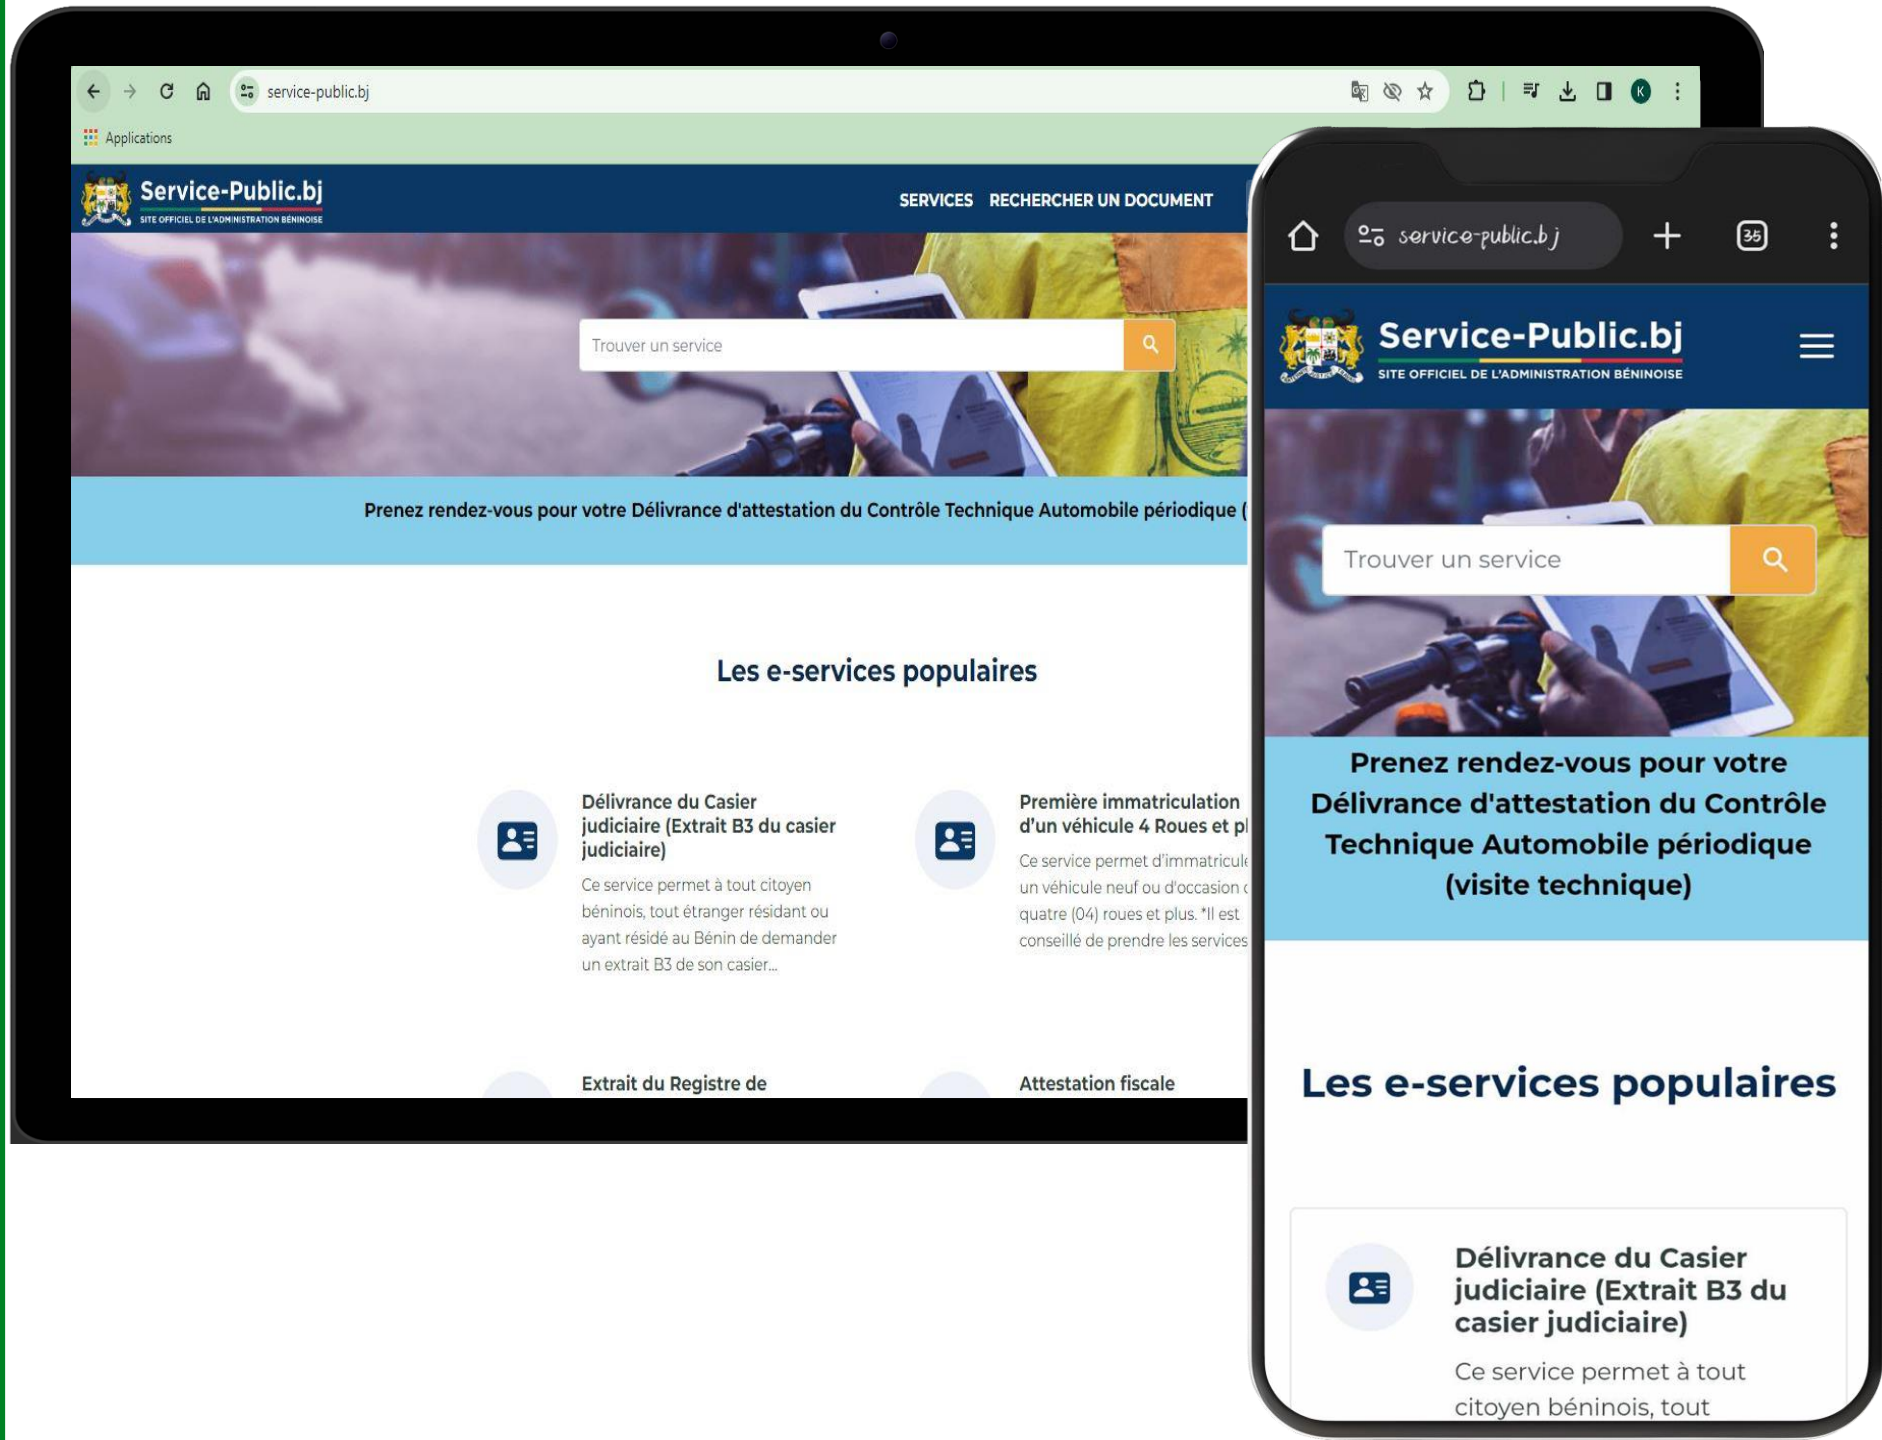 service-public.bj
Applications
Service-Public.bj
SITE OFFICIEL DE L'ADMINISTRATION BÉNINOISE
SERVICES RECHERCHER UN DOCUMENT
Trouver un service
Prenez rendez-vous pour votre Délivrance d'attestation du Contrôle Technique Automobile périodique (
Les e-services populaires
Délivrance du Casier
judiciaire (Extrait B3 du casier
judiciaire)
Ce service permet à tout citoyen
béninois, tout étranger résidant ou
ayant résidé au Bénin de demander
un extrait B3 de son casier...
Première immatriculation
d’un véhicule 4 Roues et pl
Ce service permet d’immatricule
un véhicule neuf ou d'occasion
quatre (04) roues et plus. *Il est
conseillé de prendre les services
Extrait du Registre de
Attestation fiscale
K
service-public.bj
35
Service-Public.bj
SITE OFFICIEL DE L'ADMINISTRATION BÉNINOISE
Trouver un service
Prenez rendez-vous pour votre
Délivrance d'attestation du Contrôle
Technique Automobile périodique
(visite technique)
Les e-services populaires
Délivrance du Casier
judiciaire (Extrait B3 du
casier judiciaire)
Ce service permet à tout
citoyen béninois, tout